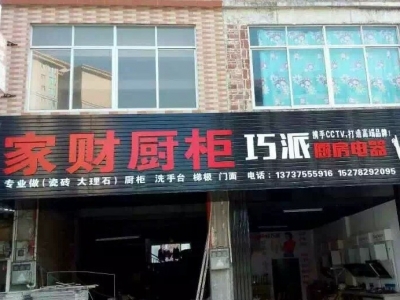 家财厨柜
巧派
携手CCTV,打造高端品牌:
厨房电器
专业做(瓷砖 大理石) 厨柜 洗手台 梯级 门面 电话:13737555916 15278292095